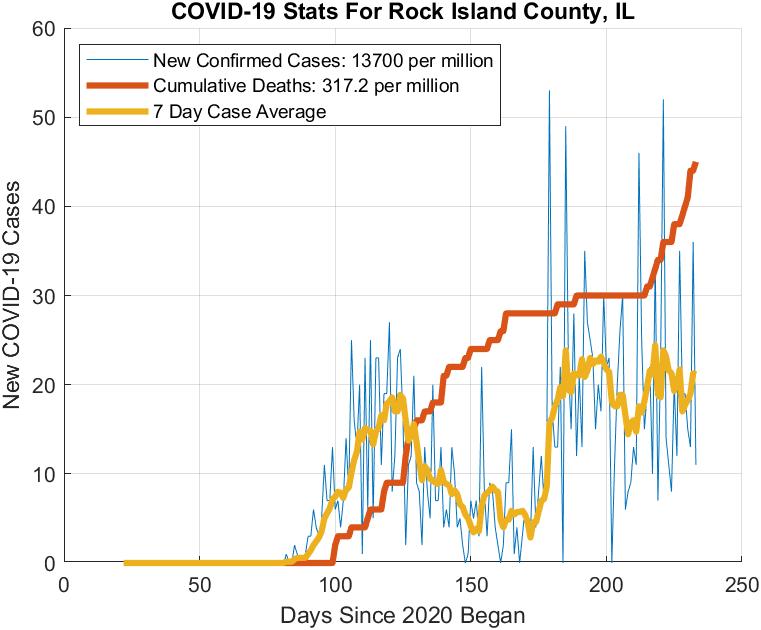 COVID-19 Stats For Rock Island County, IL
New Confirmed Cases: 13700 per million
Cumulative Deaths: 317.2 per million
7 Day Case Average
New COVID-19 Cases
60
50
40
30
20
10
0
0 50 100 150 200 250
Days Since 2020 Began